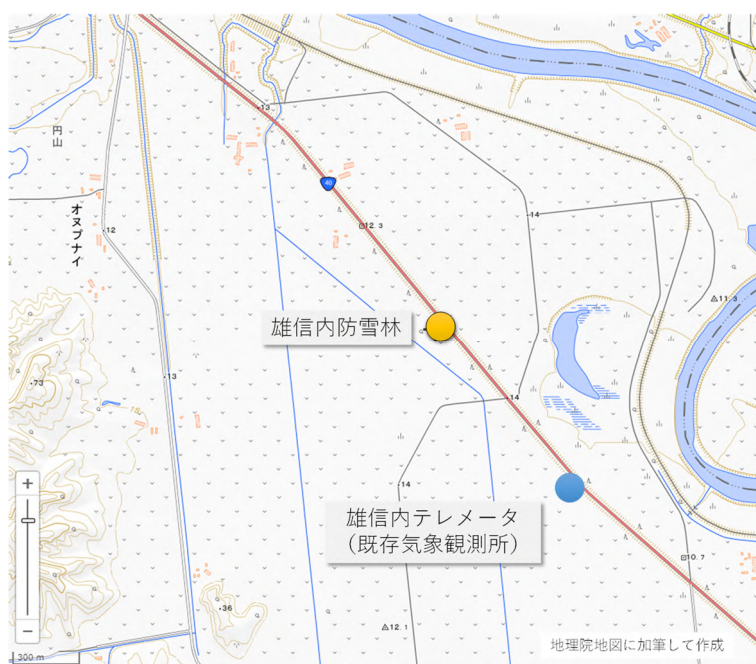 円山
13
40
オヌプナイ
12
14
12.3
11.3
雄信内防雪林
73
13
14
15
14
雄信内テレメータ
(既存気象観測所)
10.7
36
12.1
地理院地図に加筆して作成
300 m